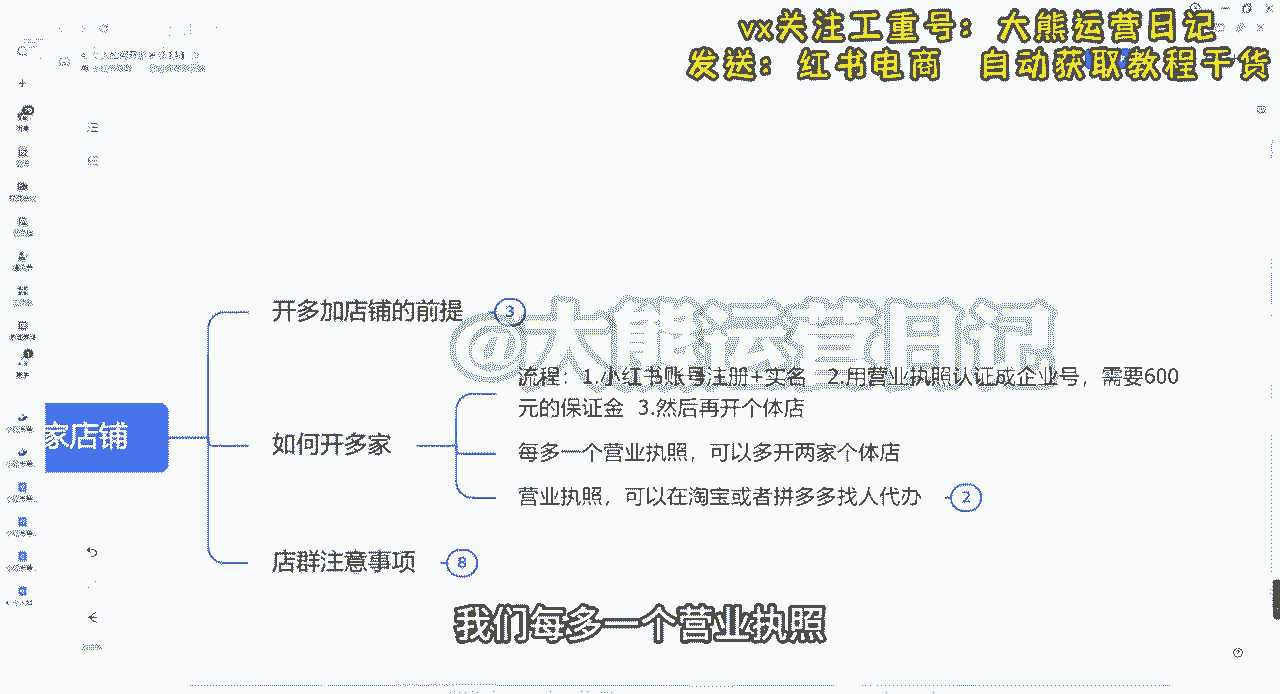 vx关注工重号：大熊运营日记
发送：红书电商 自动获取教程干货
开多加店铺的前提 3
@大熊运营日记
流程：1.小红书账号注册+实名 2.用营业执照认证成企业号，需要600
元的保证金 3.然后再开个体店
家店铺
如何开多家
每多一个营业执照，可以多开两家个体店
营业执照，可以在淘宝或者拼多多找人代办 2
店群注意事项 8
我们每多一个营业执照